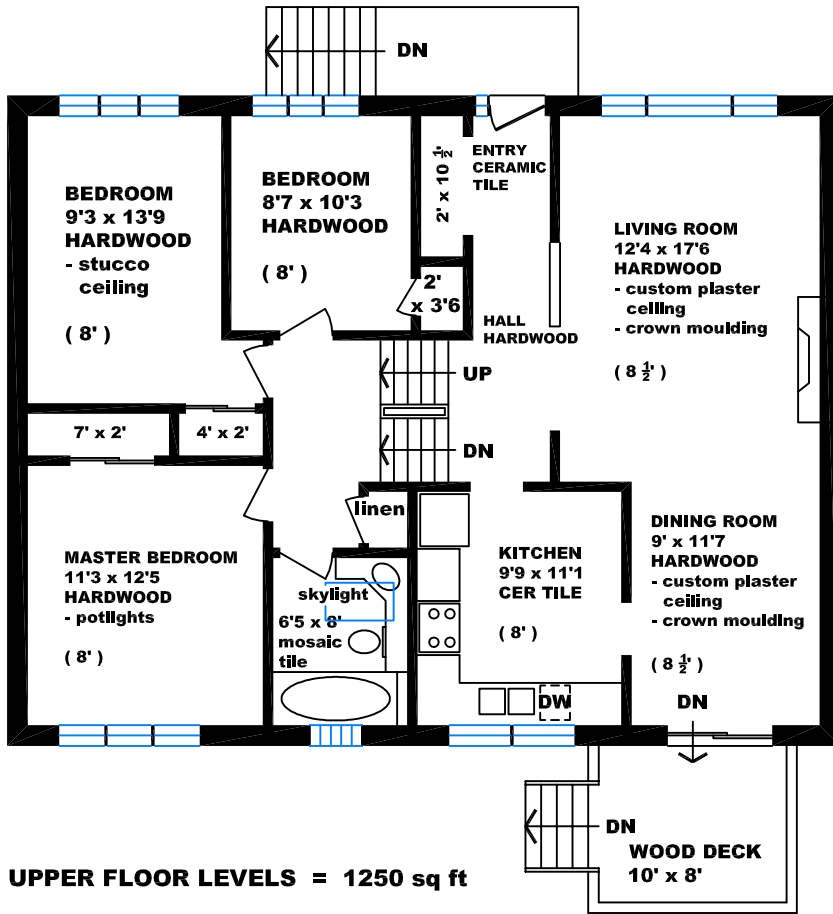 DN
BEDROOM
9'3 x 13'9
HARDWOOD
- stucco
ceiling
( 8' )
BEDROOM
8'7 x 10'3
HARDWOOD
( 8' )
2' x 10 ½'
ENTRY
CERAMIC
TILE
2'
x 3'6
HALL
HARDWOOD
LIVING ROOM
12'4 x 17'6
HARDWOOD
- custom plaster
ceiling
- crown moulding
( 8 ½' )
UP
DN
7' x 2'
4' x 2'
linen
MASTER BEDROOM
11'3 x 12'5
HARDWOOD
- potlights
( 8' )
skylight
6'5 x 8'
mosaic
tile
KITCHEN
9'9 x 11'1
CER TILE
( 8' )
DW
DINING ROOM
9' x 11'7
HARDWOOD
- custom plaster
ceiling
- crown moulding
( 8 ½' )
DN
DN
WOOD DECK
10' x 8'
UPPER FLOOR LEVELS = 1250 sq ft